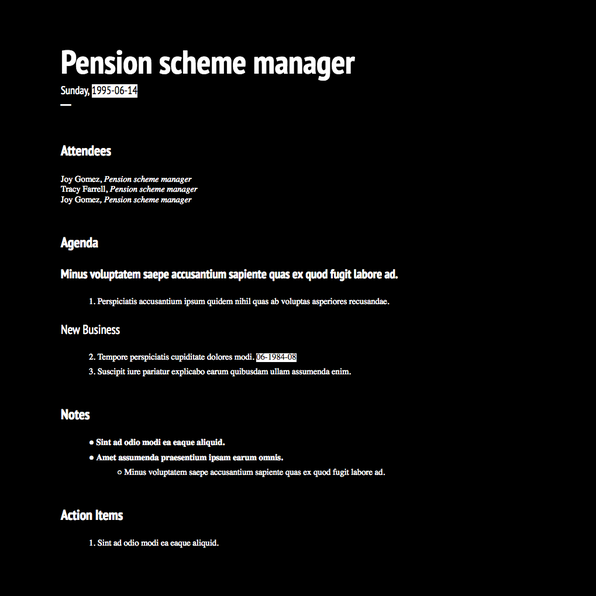 Pension scheme manager
Sunday, 1995-06-14
Attendees
Joy Gomez, Pension scheme manager
Tracy Farrell, Pension scheme manager
Joy Gomez, Pension scheme manager
Agenda
Minus voluptatem saepe accusantium sapiente quas ex quod fugit labore ad.
1. Perspiciatis accusantium ipsum quidem nihil quas ab voluptas asperiores recusandae.
New Business
2. Tempore perspiciatis cupiditate dolores modi. 06-1984-08
3. Suscipit iure pariatur explicabo earum quibusdam ullam assumenda enim.
Notes
● Sint ad odio modi ea eaque aliquid.
● Amet assumenda praesentium ipsam earum omnis.
○ Minus voluptatem saepe accusantium sapiente quas ex quod fugit labore ad.
Action Items
1. Sint ad odio modi ea eaque aliquid.